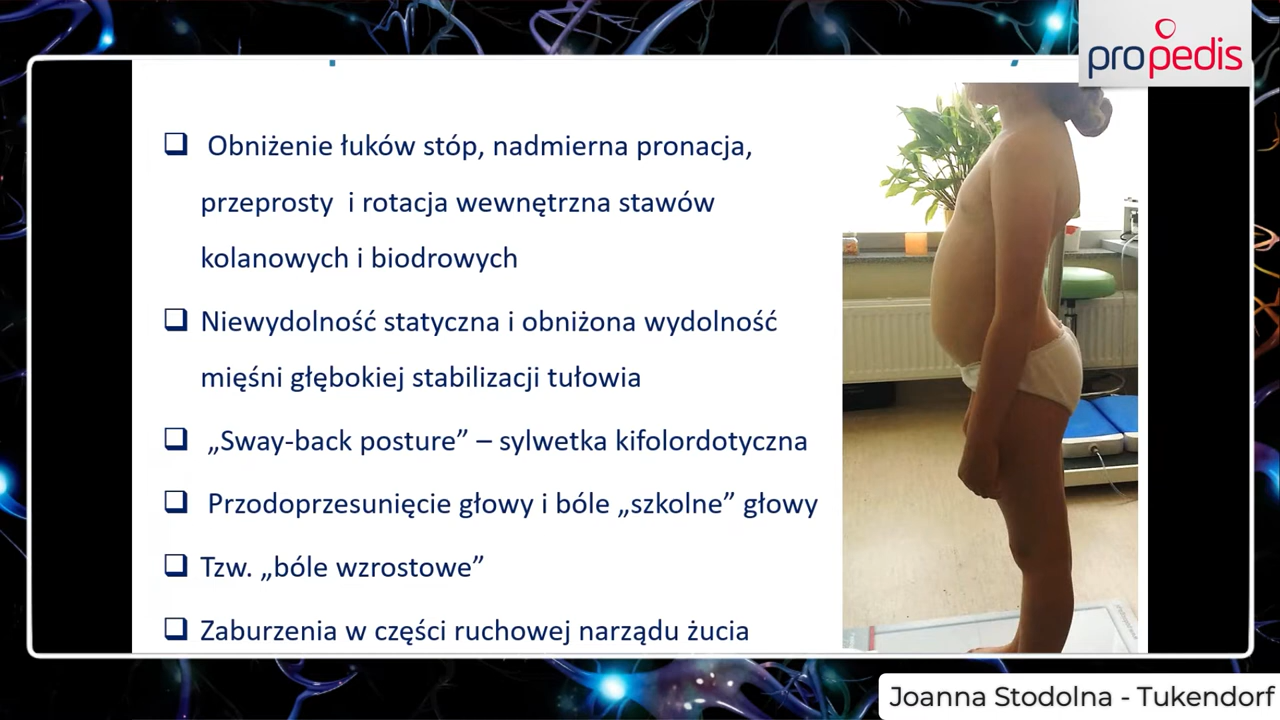 propedis
❑ Obniżenie łuków stóp, nadmierna pronacja,
przeprosty i rotacja wewnętrzna stawów
kolanowych i biodrowych
❑ Niewydolność statyczna i obniżona wydolność
mięśni głębokiej stabilizacji tułowia
❑ „Sway-back posture” – sylwetka kifolordotyczna
❑ Przodoprzesunięcie głowy i bóle „szkolne” głowy
❑ Tzw. „bóle wzrostowe”
❑ Zaburzenia w części ruchowej narządu żucia
Joanna Stodolna - Tukendorf